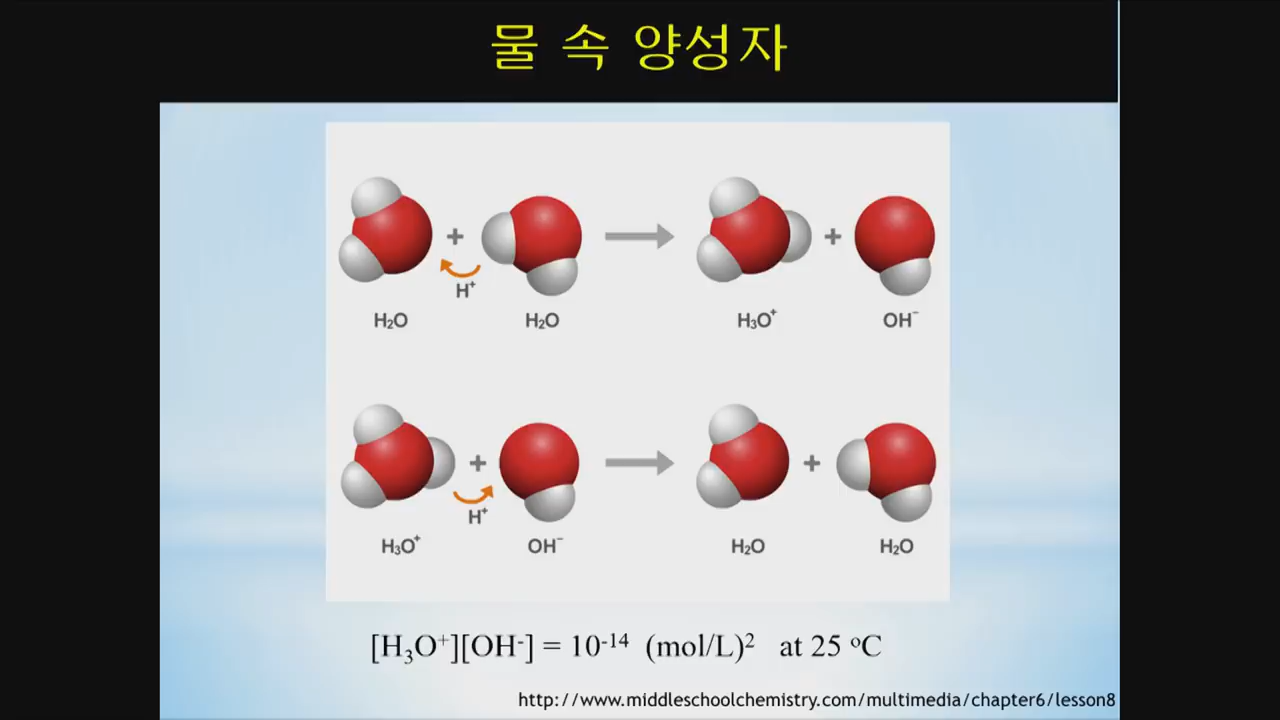 물 속 양성자
+ +
H⁺
H₂O H₂O H₃O⁺ OH⁻
+ +
H⁺
H₃O⁺ OH⁻ H₂O H₂O
[H₃O⁺][OH⁻] = 10⁻¹⁴ (mol/L)² at 25 °C
http://www.middleschoolchemistry.com/multimedia/chapter6/lesson8